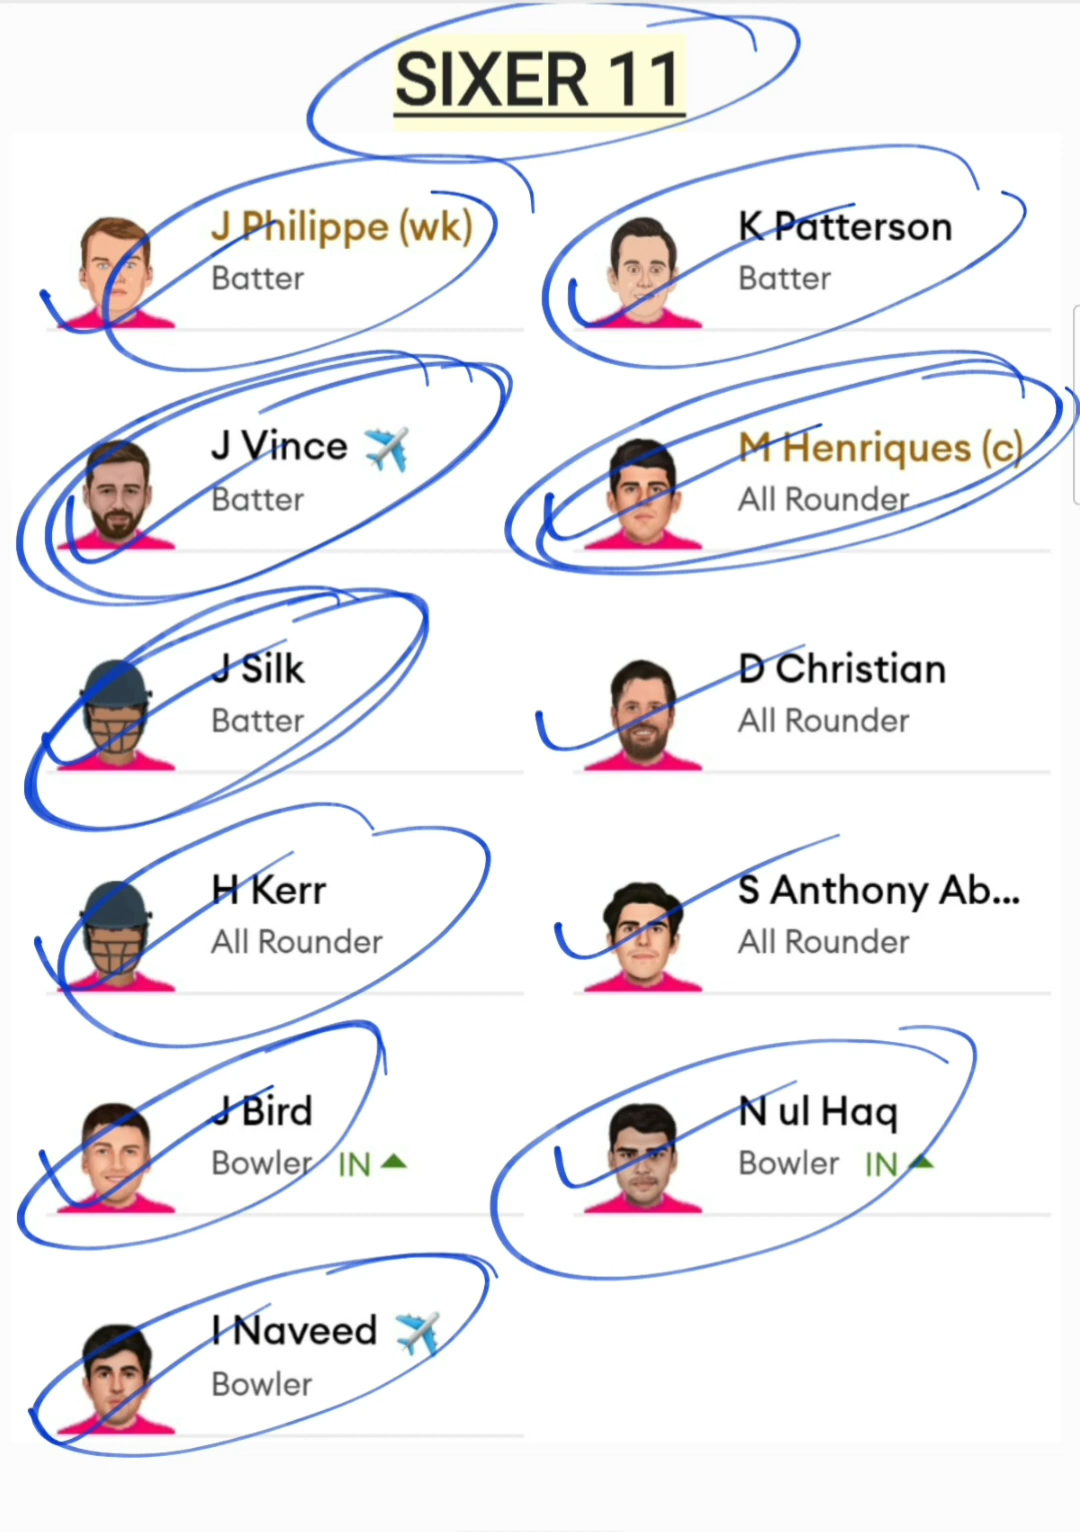 SIXER 11
J Philippe (wk)
Batter
K Patterson
Batter
J Vince
Batter
M Henriques (c)
All Rounder
J Silk
Batter
D Christian
All Rounder
H Kerr
All Rounder
S Anthony Ab...
All Rounder
J Bird
Bowler IN
N ul Haq
Bowler IN
I Naveed
Bowler